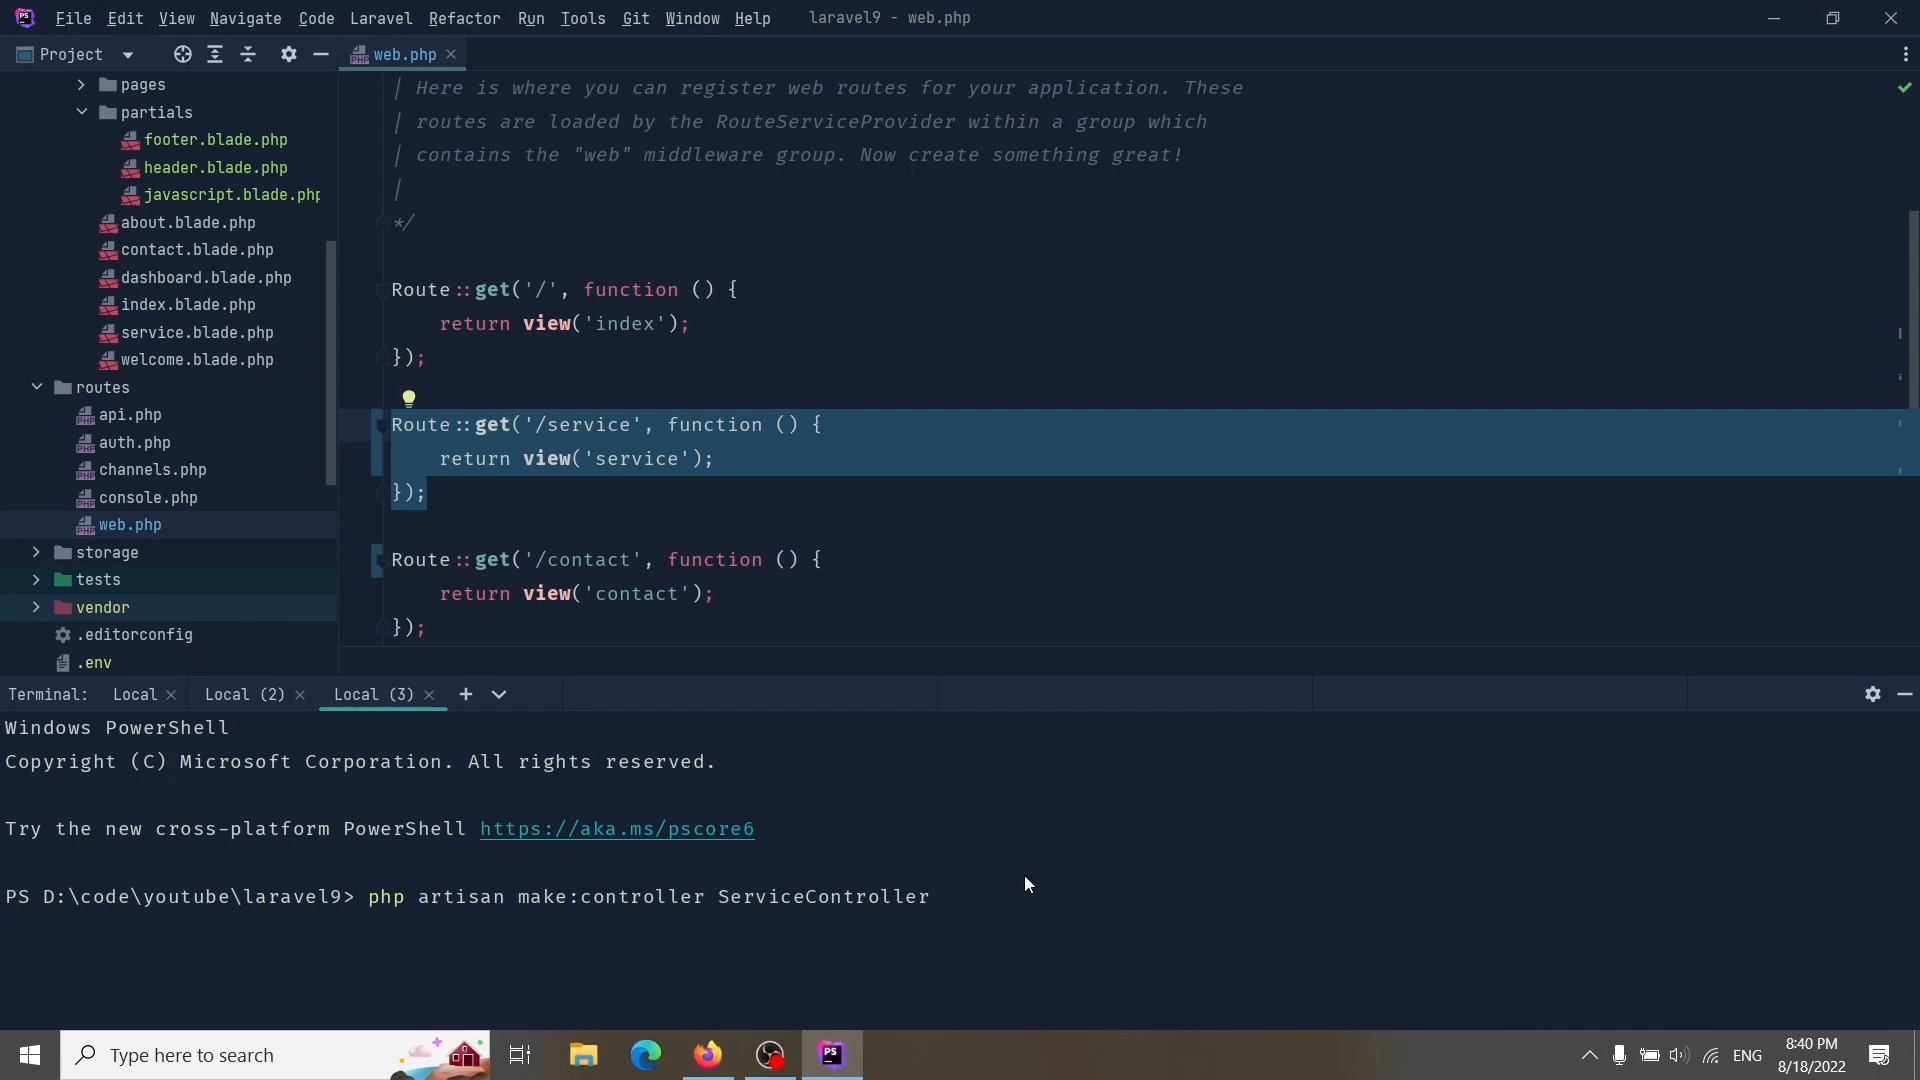 PS File Edit View Navigate Code Laravel Refactor Run Tools Git Window Help laravel9 - web.php
Project
web.php
pages
partials
footer.blade.php
header.blade.php
javascript.blade.php
about.blade.php
contact.blade.php
dashboard.blade.php
index.blade.php
service.blade.php
welcome.blade.php
routes
api.php
auth.php
channels.php
console.php
web.php
storage
tests
vendor
.editorconfig
.env
| Here is where you can register web routes for your application. These
| routes are loaded by the RouteServiceProvider within a group which
| contains the "web" middleware group. Now create something great!
|
*/
Route::get('/', function () {
return view('index');
});
Route::get('/service', function () {
return view('service');
});
Route::get('/contact', function () {
return view('contact');
});
Terminal: Local Local (2) Local (3)
Windows PowerShell
Copyright (C) Microsoft Corporation. All rights reserved.
Try the new cross-platform PowerShell https://aka.ms/pscore6
PS D:\code\youtube\laravel9> php artisan make:controller ServiceController
Type here to search
PS
ENG
8:40 PM
8/18/2022